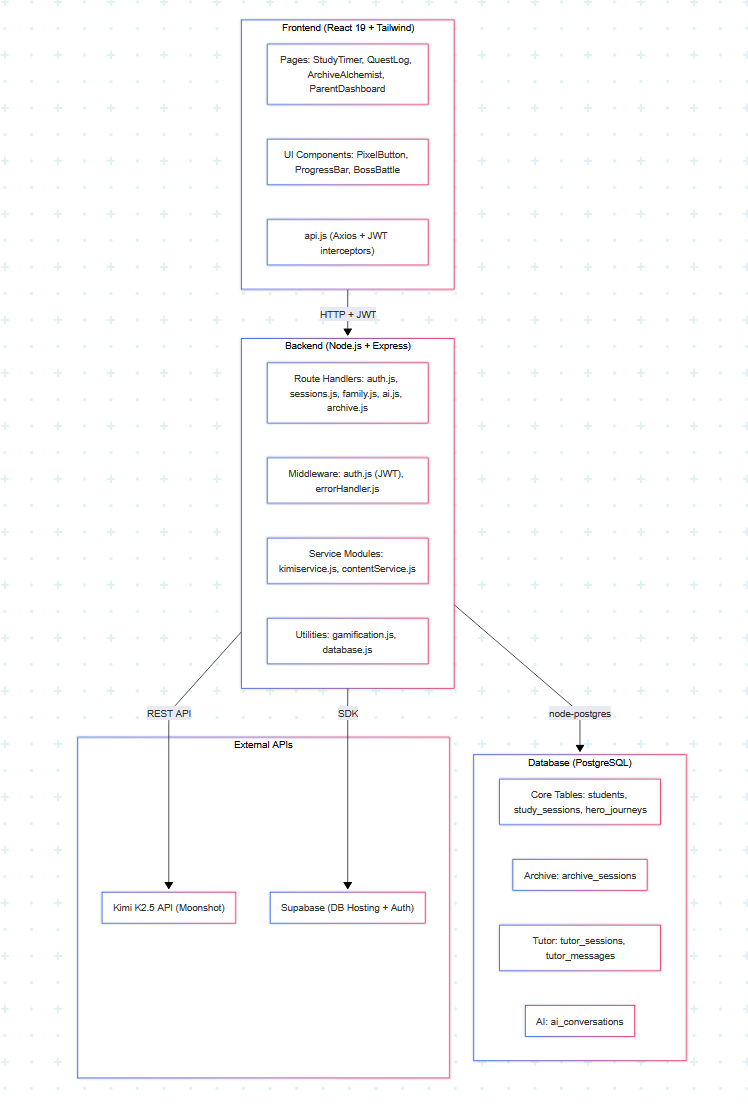 Frontend (React 19 + Tailwind)
Pages: StudyTimer, QuestLog,
ArchiveAlchemist,
ParentDashboard
UI Components: PixelButton,
ProgressBar, BossBattle
api.js (Axios + JWT
interceptors)
HTTP + JWT
Backend (Node.js + Express)
Route Handlers: auth.js,
sessions.js, family.js, ai.js,
archive.js
Middleware: auth.js (JWT),
errorHandler.js
Service Modules:
kimiservice.js, contentService.js
Utilities: gamification.js,
database.js
REST API
SDK
node-postgres
External APIs
Kimi K2.5 API (Moonshot)
Supabase (DB Hosting + Auth)
Database (PostgreSQL)
Core Tables: students,
study_sessions, hero_journeys
Archive: archive_sessions
Tutor: tutor_sessions,
tutor_messages
AI: ai_conversations